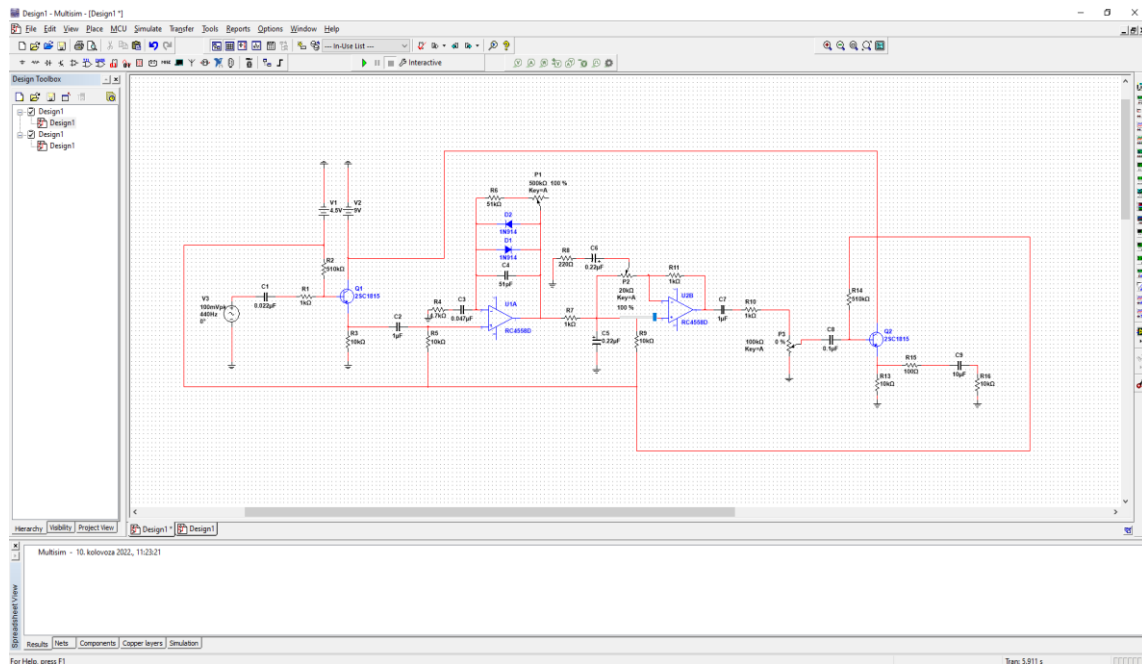 Design1 - Multisim - [Design1 *]
File Edit View Place MCU Simulate Transfer Tools Reports Options Window Help
--- In-Use List ---
Interactive
Design Toolbox
Design1
Design1
Design1
Design1
V1
4.5V
V2
9V
R2
510kΩ
Q1
2SC1815
V3
100mVpk
440Hz
0°
C1
0.022µF
R1
1kΩ
R3
10kΩ
C2
1µF
R5
10kΩ
R4
4.7kΩ
C3
0.047µF
R6
51kΩ
P1
500kΩ 100 %
Key=A
D2
1N914
D1
1N914
C4
51pF
U1A
RC4558D
R7
1kΩ
C5
0.22µF
R8
220Ω
C6
0.22µF
P2
20kΩ
Key=A
100 %
R11
1kΩ
U2B
RC4558D
R9
10kΩ
C7
1µF
R10
1kΩ
P3
0 %
100kΩ
Key=A
C8
0.1µF
R14
510kΩ
Q2
2SC1815
R13
10kΩ
R15
100Ω
C9
10µF
R16
10kΩ
Hierarchy Visibility Project View
Design1 * Design1
Multisim - 10. kolovoza 2022., 11:23:21
Spreadsheet View
Results Nets Components Copper layers Simulation
For Help, press F1
Tran: 5.911 s